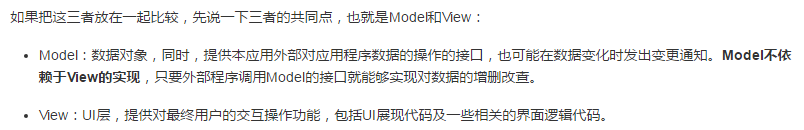 如果把这三者放在一起比较，先说一下三者的共同点，也就是Model和View：
Model：数据对象，同时，提供本应用外部对应用程序数据的操作的接口，也可能在数据变化时发出变更通知。Model不依
赖于View的实现，只要外部程序调用Model的接口就能够实现对数据的增删改查。
View：UI层，提供对最终用户的交互操作功能，包括UI展现代码及一些相关的界面逻辑代码。